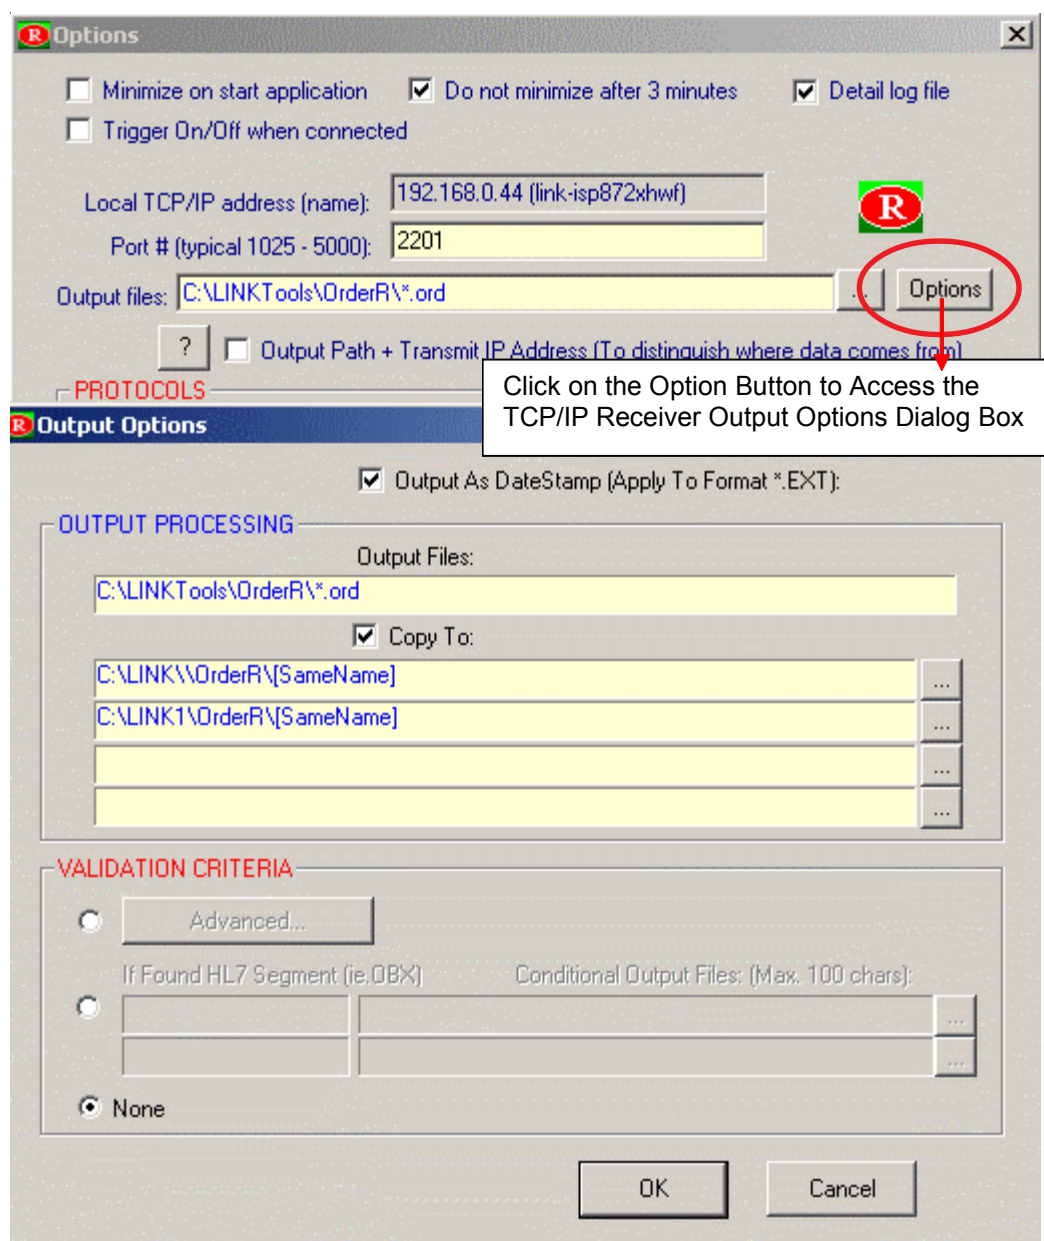 R Options
Minimize on start application Do not minimize after 3 minutes Detail log file
Trigger On/Off when connected
Local TCP/IP address (name): 192.168.0.44 (link-isp872xhwf)
R
Port # (typical 1025 - 5000): 2201
Output files: C:\LINKTools\OrderR\*.ord ... Options
? Output Path + Transmit IP Address (To distinguish where data comes from)
PROTOCOLS
Click on the Option Button to Access the
TCP/IP Receiver Output Options Dialog Box
R Output Options
Output As DateStamp (Apply To Format *.EXT):
OUTPUT PROCESSING
Output Files:
C:\LINKTools\OrderR\*.ord
Copy To:
C:\LINK\\OrderR\[SameName] ...
C:\LINK1\OrderR\[SameName] ...
...
...
VALIDATION CRITERIA
Advanced...
If Found HL7 Segment (ie.OBX) Conditional Output Files: (Max. 100 chars):
...
...
None
OK Cancel